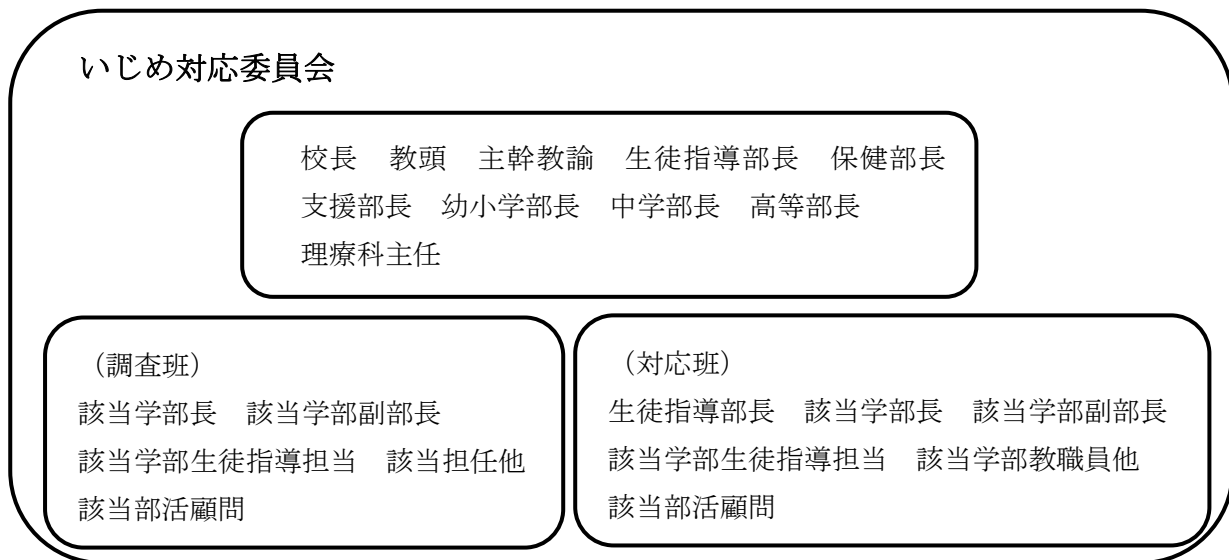 いじめ対応委員会
校長　教頭　主幹教諭　生徒指導部長　保健部長
支援部長　幼小学部長　中学部長　高等部長
理療科主任
（調査班）
該当学部長　該当学部副部長
該当学部生徒指導担当　該当担任他
該当部活顧問
（対応班）
生徒指導部長　該当学部長　該当学部副部長
該当学部生徒指導担当　該当学部教職員他
該当部活顧問